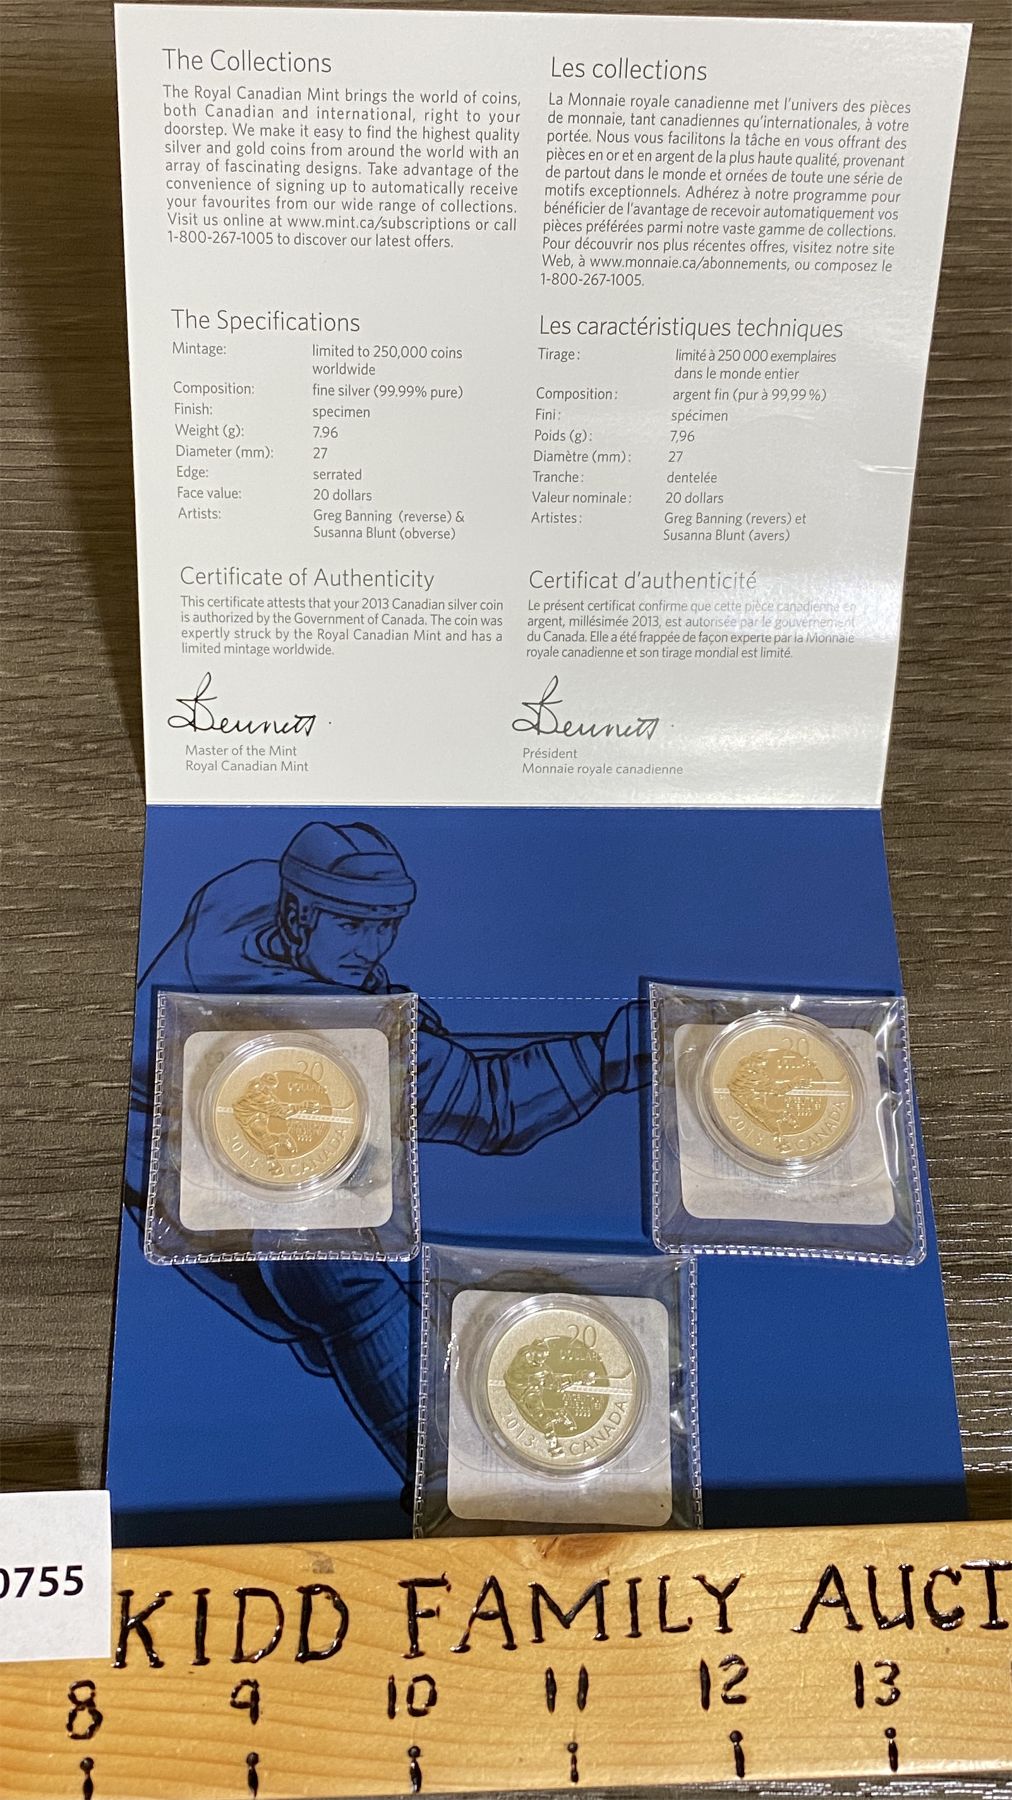 The Collections
The Royal Canadian Mint brings the world of coins,
both Canadian and international, right to your
doorstep. We make it easy to find the highest quality
silver and gold coins from around the world with an
array of fascinating designs. Take advantage of the
convenience of signing up to automatically receive
your favourites from our wide range of collections.
Visit us online at www.mint.ca/subscriptions or call
1-800-267-1005 to discover our latest offers.
Les collections
La Monnaie royale canadienne met l'univers des pièces
de monnaie, tant canadiennes qu'internationales, à votre
portée. Nous vous facilitons la tâche en vous offrant des
pièces en or et en argent de la plus haute qualité, provenant
de partout dans le monde et ornées de toute une série de
motifs exceptionnels. Adhérez à notre programme pour
bénéficier de l'avantage de recevoir automatiquement vos
pièces préférées parmi notre vaste gamme de collections.
Pour découvrir nos plus récentes offres, visitez notre site
Web, à www.monnaie.ca/abonnements, ou composez le
1-800-267-1005.
The Specifications
Mintage: limited to 250,000 coins
worldwide
Composition: fine silver (99.99% pure)
Finish: specimen
Weight (g): 7.96
Diameter (mm): 27
Edge: serrated
Face value: 20 dollars
Artists: Greg Banning (reverse) &
Susanna Blunt (obverse)
Les caractéristiques techniques
Tirage: limité à 250 000 exemplaires
dans le monde entier
Composition: argent fin (pur à 99,99 %)
Fini: spécimen
Poids (g): 7,96
Diamètre (mm): 27
Tranche: dentelée
Valeur nominale: 20 dollars
Artistes: Greg Banning (revers) et
Susanna Blunt (avers)
Certificate of Authenticity
This certificate attests that your 2013 Canadian silver coin
is authorized by the Government of Canada. The coin was
expertly struck by the Royal Canadian Mint and has a
limited mintage worldwide.
Bennett
Master of the Mint
Royal Canadian Mint
Certificat d'authenticité
Le présent certificat confirme que cette pièce canadienne en
argent, millésimée 2013, est autorisée par le gouvernement
du Canada. Elle a été frappée de façon experte par la Monnaie
royale canadienne et son tirage mondial est limité.
Bennett
Président
Monnaie royale canadienne
20
DOLLARS
2013 CANADA
20
DOLLARS
2013 CANADA
20
DOLLARS
2013 CANADA
0755
KIDD FAMILY AUCTI
8 9 10 11 12 13